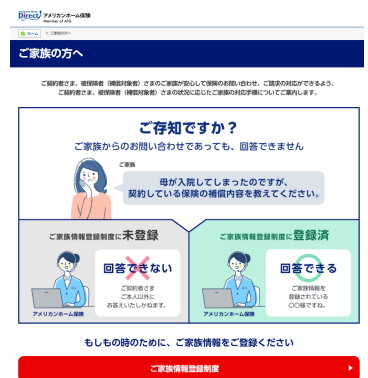 Direct アメリカンホーム保険
Member of AIG
ホーム > ご家族の方へ
ご家族の方へ
ご契約者さま、被保険者（補償対象者）さまのご家族が安心して保険のお問い合わせ、ご請求の対応ができるよう、
ご契約者さま、被保険者（補償対象者）さまの状況に応じたご家族の対応手順についてご案内します。
ご存知ですか？
ご家族からのお問い合わせであっても、回答できません
ご家族
母が入院してしまったのですが、
契約している保険の補償内容を教えてください。
ご家族情報登録制度に未登録
回答できない
ご契約者さま
ご本人以外に
お答えいたしかねます。
アメリカンホーム保険
ご家族情報登録制度に登録済
回答できる
ご家族情報を
登録されている
〇〇様ですね。
アメリカンホーム保険
もしもの時のために、ご家族情報をご登録ください
ご家族情報登録制度